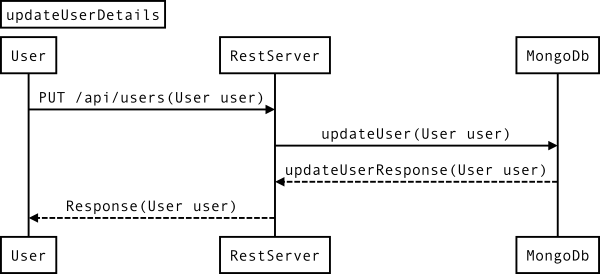 updateUserDetails
User RestServer MongoDb
PUT /api/users(User user)
updateUser(User user)
updateUserResponse(User user)
Response(User user)
User RestServer MongoDb